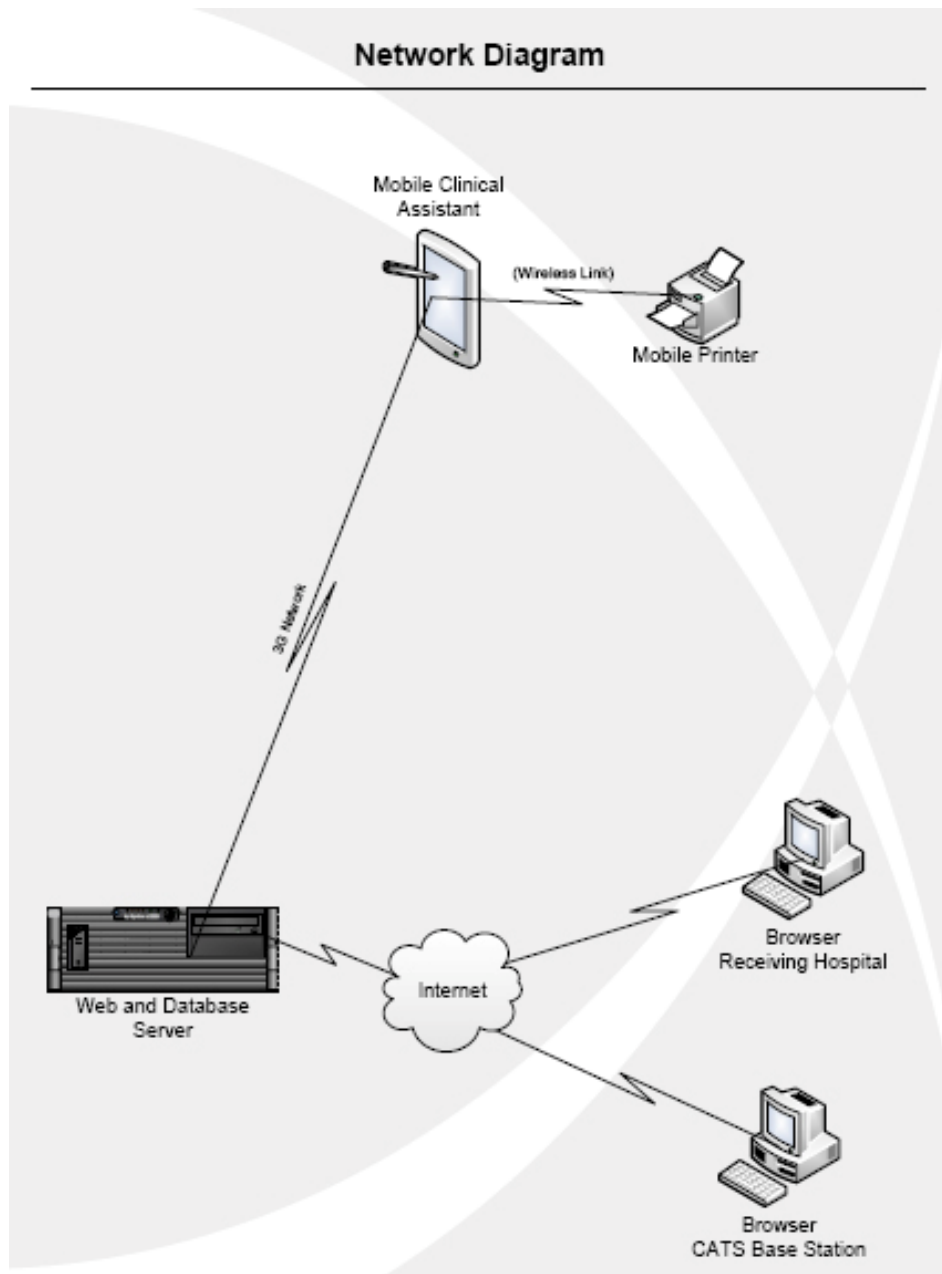 Network Diagram
Mobile Clinical
Assistant
(Wireless Link)
Mobile Printer
3G Network
Browser
Receiving Hospital
Internet
Web and Database
Server
Browser
CATS Base Station